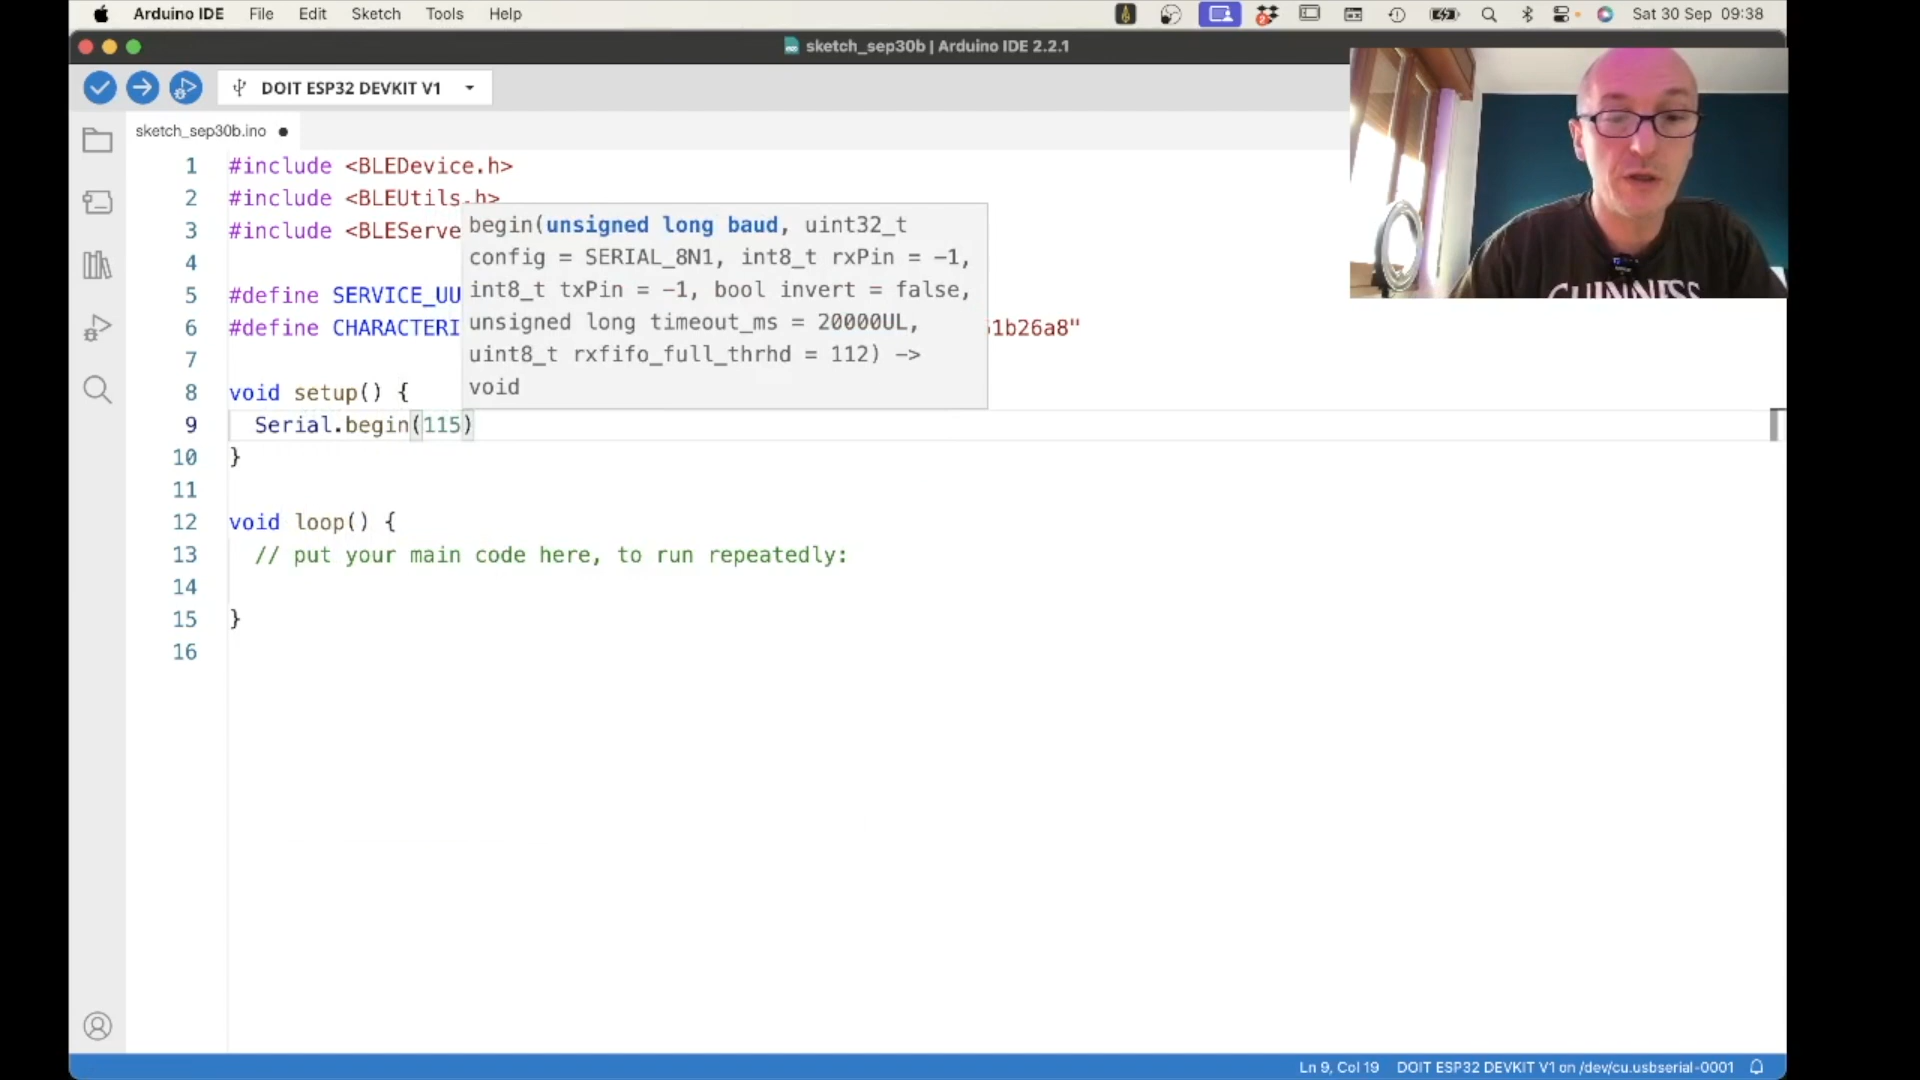 Arduino IDE File Edit Sketch Tools Help Sat 30 Sep 09:38
sketch_sep30b | Arduino IDE 2.2.1
DOIT ESP32 DEVKIT V1
sketch_sep30b.ino
1 #include <BLEDevice.h>
2 #include <BLEUtils.h>
3 #include <BLEServe
4
5 #define SERVICE_UU
6 #define CHARACTERI 1b26a8"
7
8 void setup() {
9 Serial.begin(115)
10 }
11
12 void loop() {
13 // put your main code here, to run repeatedly:
14
15 }
16
begin(unsigned long baud, uint32_t
config = SERIAL_8N1, int8_t rxPin = -1,
int8_t txPin = -1, bool invert = false,
unsigned long timeout_ms = 20000UL,
uint8_t rxfifo_full_thrhd = 112) ->
void
GUINNESS
Ln 9, Col 19 DOIT ESP32 DEVKIT V1 on /dev/cu.usbserial-0001